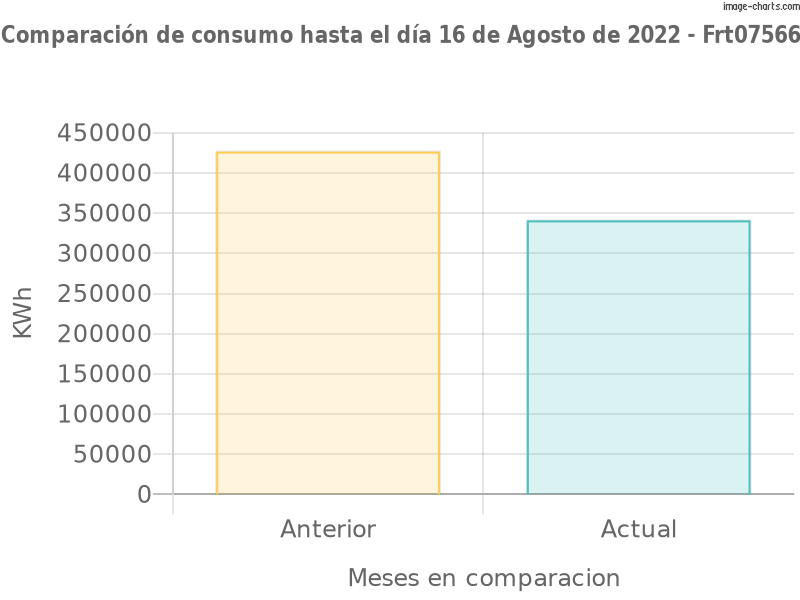 image-charts.com
Comparación de consumo hasta el día 16 de Agosto de 2022 - Frt07566
450000
400000
350000
300000
250000
200000
150000
100000
50000
0
KWh
Anterior Actual
Meses en comparacion